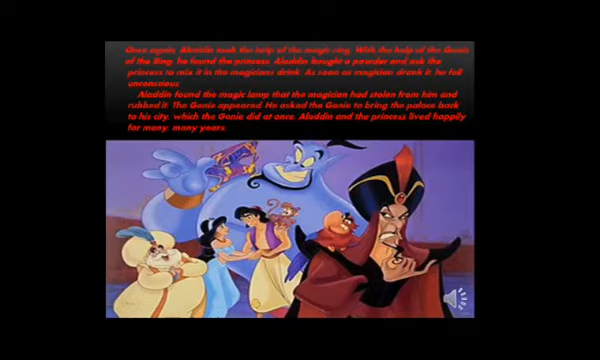 Once again, Aladdin took the help of the magic ring. With the help of the Genie
of the Ring, he found the princess. Aladdin bought a powder and ask the
princess to mix it in the magicians drink. As soon as magician drank it, he fell
unconscious.
Aladdin found the magic lamp that the magician had stolen from him and
rubbed it. The Genie appeared. He asked the Genie to bring the palace back
to his city, which the Genie did at once. Aladdin and the princess lived happily
for many, many years.